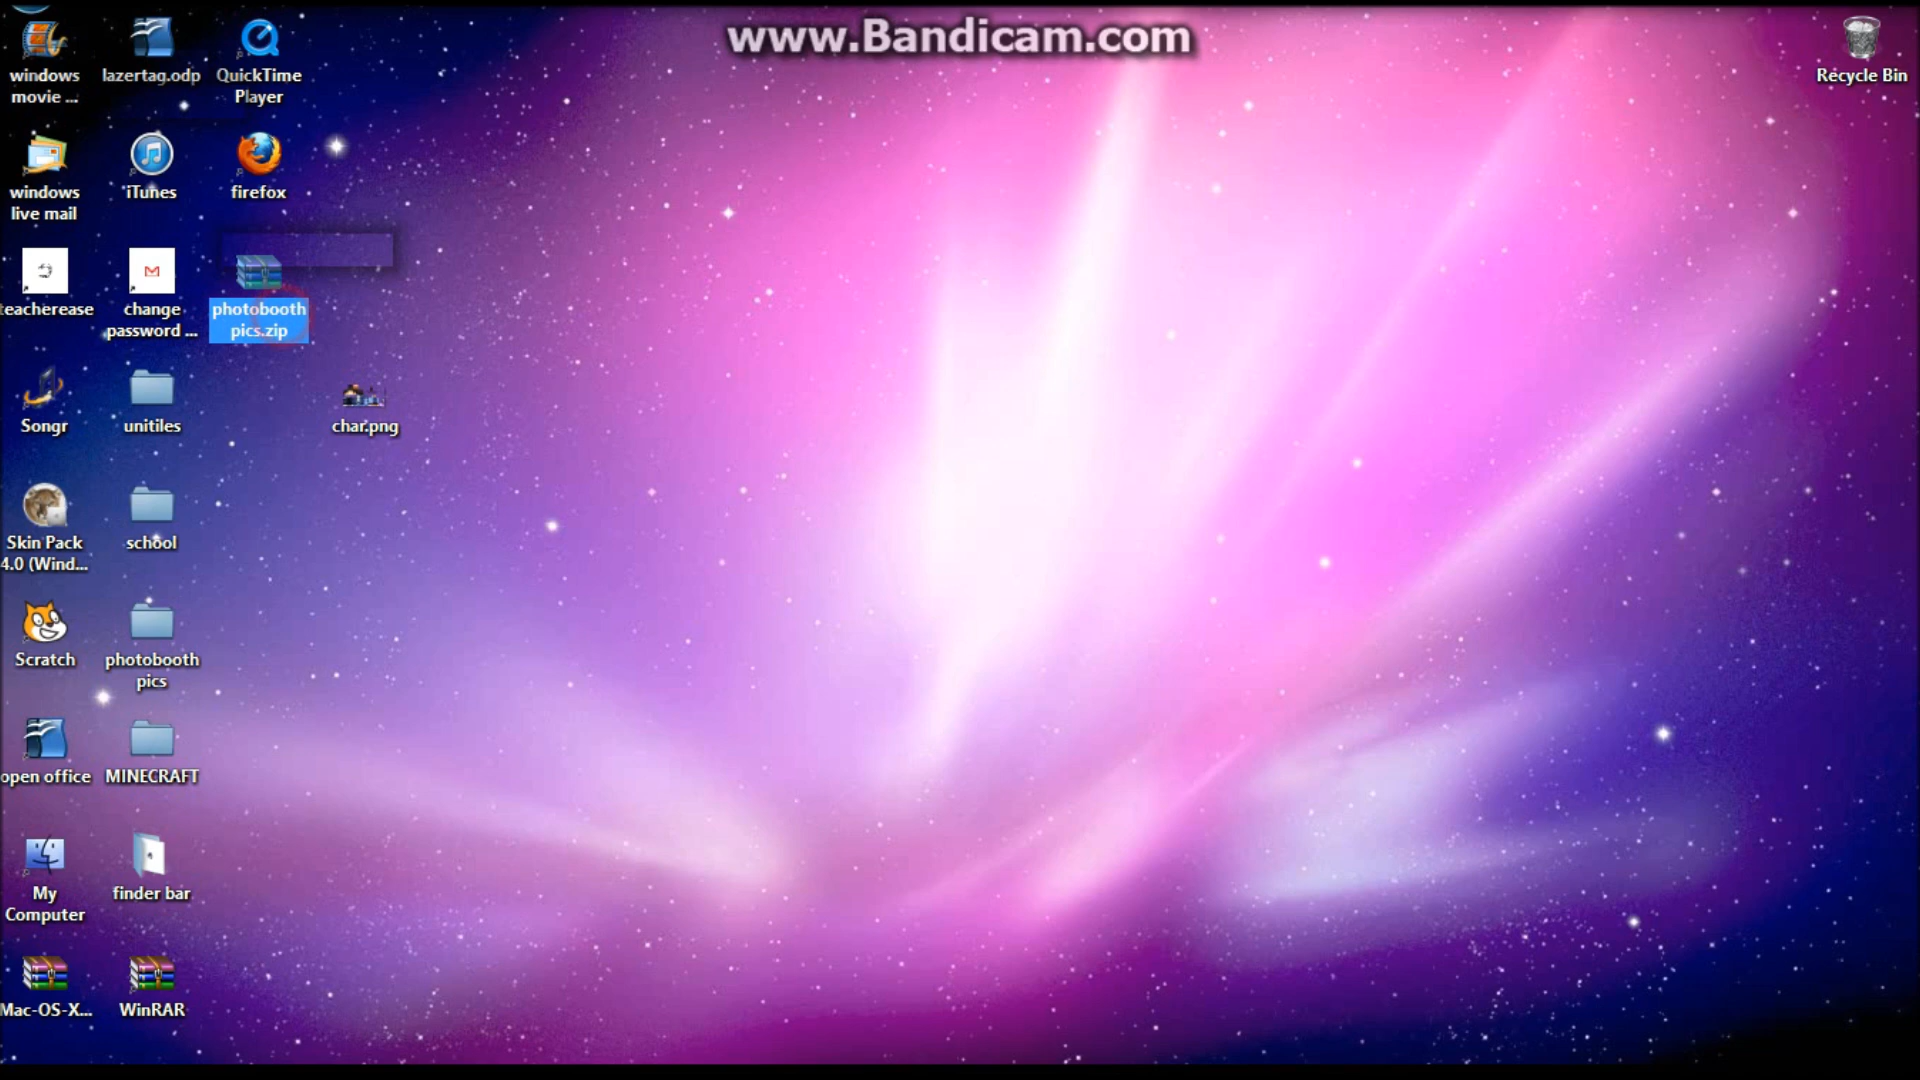 www.Bandicam.com
windows
movie ...
lazertag.odp
QuickTime
Player
Recycle Bin
windows
live mail
iTunes
firefox
teacherease
change
password ...
photobooth
pics.zip
Songr
unitiles
char.png
Skin Pack
4.0 (Wind...
school
Scratch
photobooth
pics
open office
MINECRAFT
My
Computer
finder bar
Mac-OS-X...
WinRAR